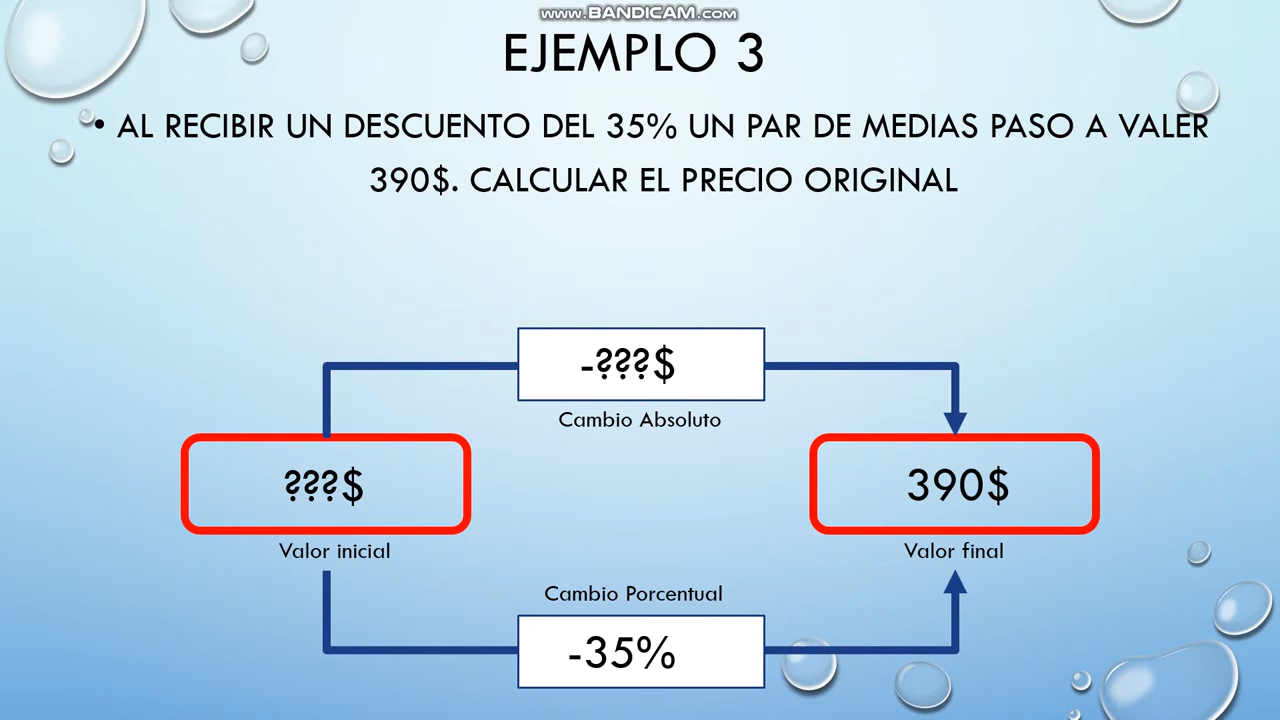 www.BANDICAM.com
EJEMPLO 3
• AL RECIBIR UN DESCUENTO DEL 35% UN PAR DE MEDIAS PASO A VALER
390$. CALCULAR EL PRECIO ORIGINAL
-???$
Cambio Absoluto
???$
390$
Valor inicial
Valor final
Cambio Porcentual
-35%